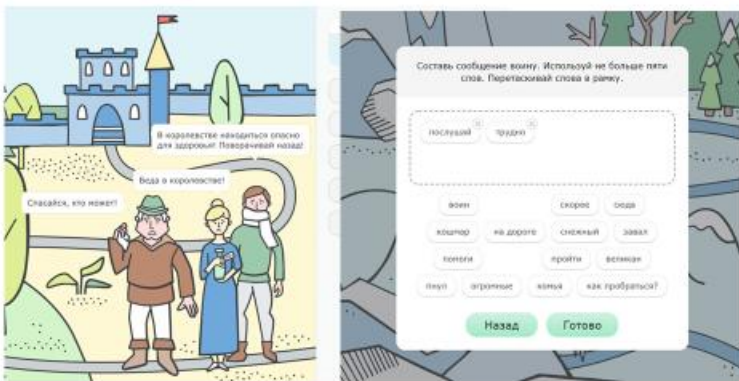 В королевстве находиться опасно
для здоровья! Поворачивай назад!
Беда в королевстве!
Спасайся, кто может!
Составь сообщение воину. Используй не больше пяти
слов. Перетаскивай слова в рамку.
послушай трудно
воин скорее сюда
кошмар на дороге снежный завал
помоги пройти великан
пнул огромные комья как пробраться?
Назад Готово